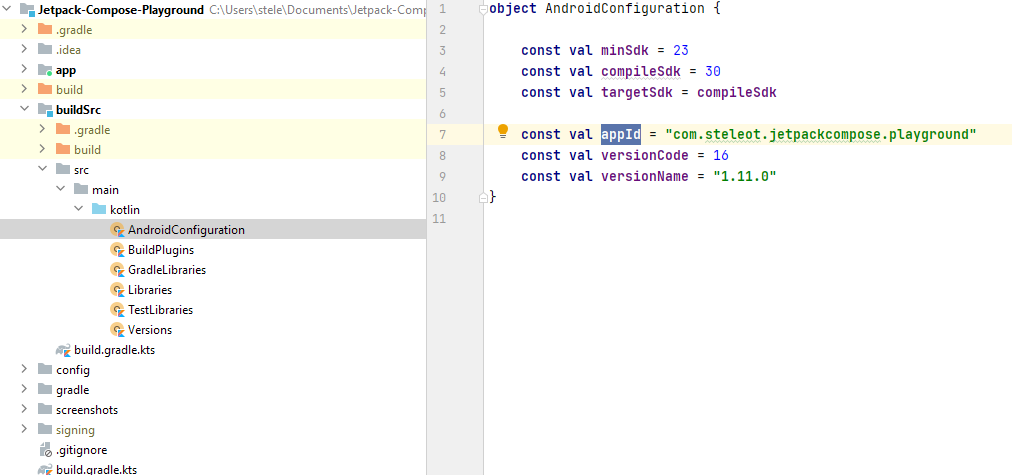 Jetpack-Compose-Playground C:\Users\stele\Documents\Jetpack-Comp
.gradle
.idea
app
build
buildSrc
.gradle
build
src
main
kotlin
AndroidConfiguration
BuildPlugins
GradleLibraries
Libraries
TestLibraries
Versions
build.gradle.kts
config
gradle
screenshots
signing
.gitignore
build.gradle.kts
1 object AndroidConfiguration {
2
3 const val minSdk = 23
4 const val compileSdk = 30
5 const val targetSdk = compileSdk
6
7 const val appId = "com.steleot.jetpackcompose.playground"
8 const val versionCode = 16
9 const val versionName = "1.11.0"
10 }
11